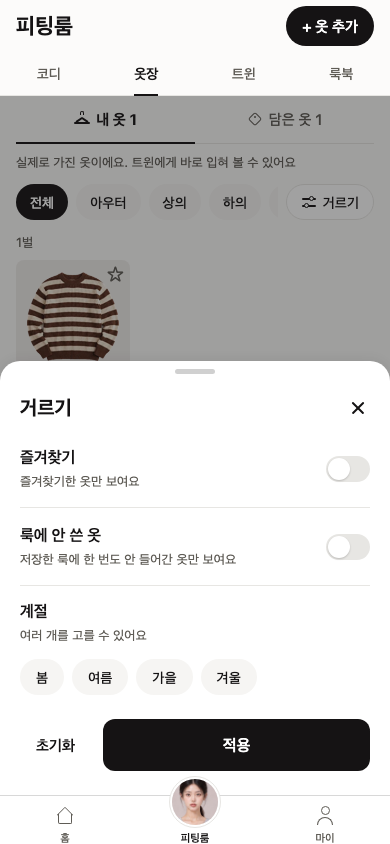 피팅룸
+ 옷 추가
코디
옷장
트윈
룩북
내 옷 1
담은 옷 1
실제로 가진 옷이에요. 트윈에게 바로 입혀 볼 수 있어요
전체
아우터
상의
하의
거르기
1벌
거르기
즐겨찾기
즐겨찾기한 옷만 보여요
룩에 안 쓴 옷
저장한 룩에 한 번도 안 들어간 옷만 보여요
계절
여러 개를 고를 수 있어요
봄
여름
가을
겨울
초기화
적용
홈
피팅룸
마이